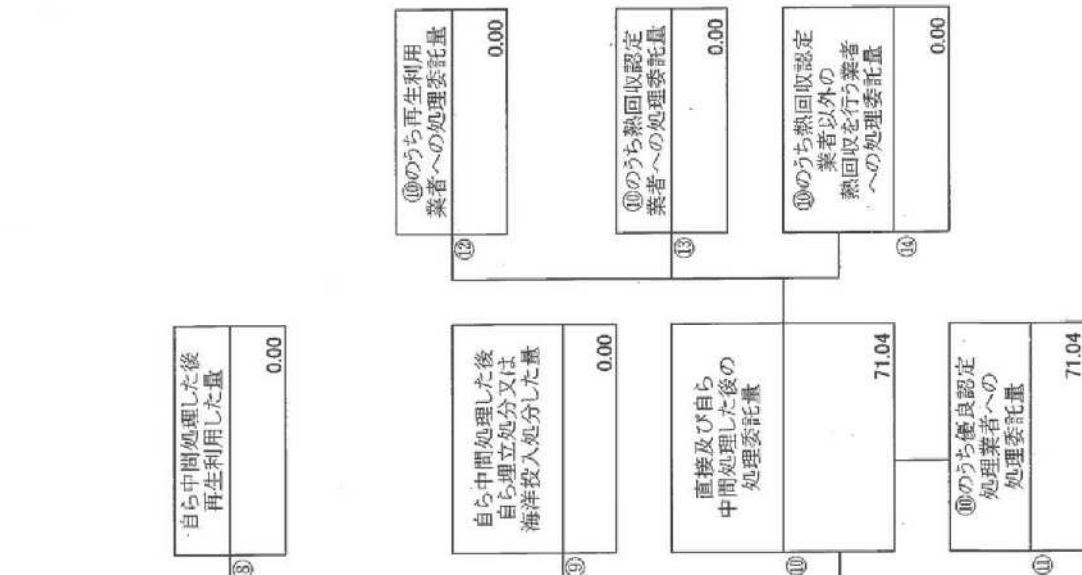 ⑧
自ら中間処理した後
再生利用した量
0.00
⑨
自ら中間処理した後
自ら埋立処分又は
海洋投入処分した量
0.00
⑩
直接及び自ら
中間処理した後の
処理委託量
71.04
⑪
⑩のうち優良認定
処理業者への
処理委託量
71.04
⑫
⑩のうち再生利用
業者への処理委託量
0.00
⑬
⑩のうち熱回収認定
業者への処理委託量
0.00
⑭
⑩のうち熱回収認定
業者以外の
熱回収を行う業者
への処理委託量
0.00